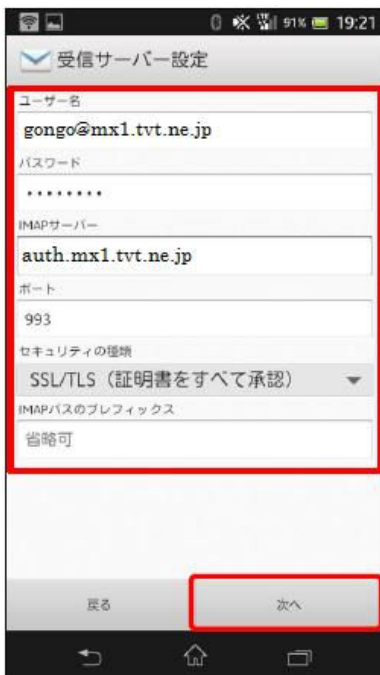 91% 19:21
受信サーバー設定
ユーザー名
gongo@mx1.tvt.ne.jp
パスワード
••••••••
IMAPサーバー
auth.mx1.tvt.ne.jp
ポート
993
セキュリティの種類
SSL/TLS（証明書をすべて承認）
IMAPパスのプレフィックス
省略可
戻る
次へ